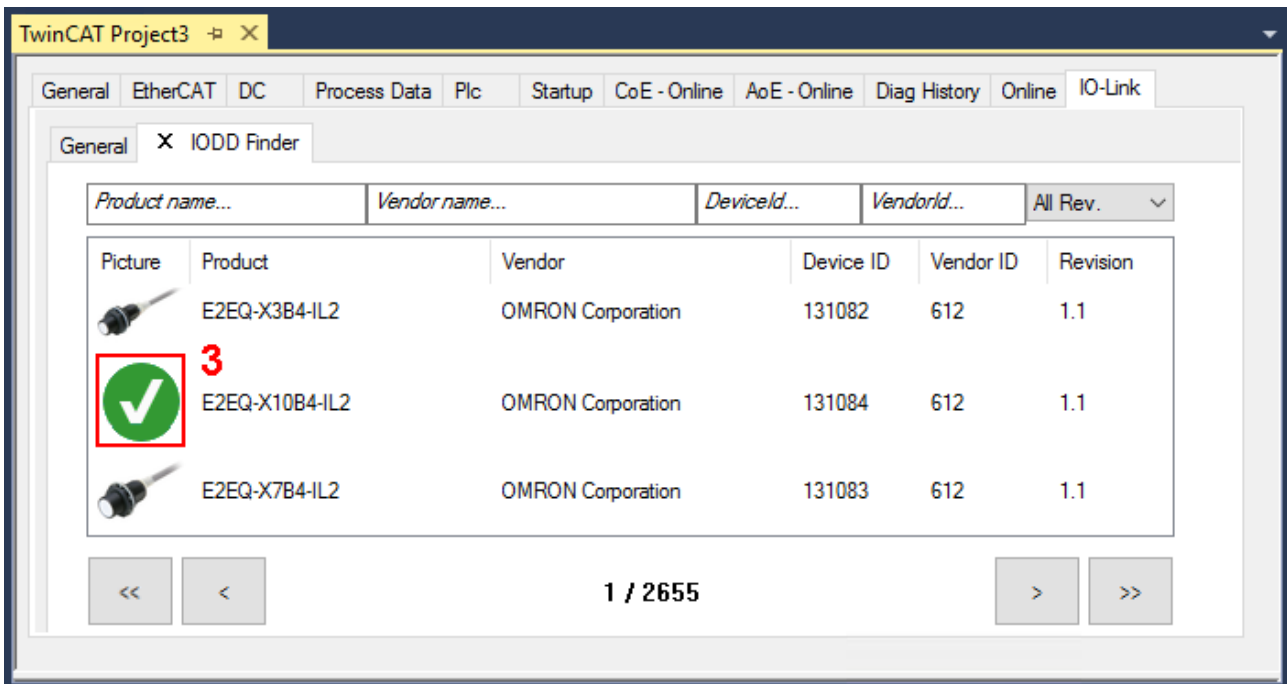 TwinCAT Project3
General EtherCAT DC Process Data Plc Startup CoE - Online AoE - Online Diag History Online IO-Link
General X IODD Finder
Product name... Vendor name... DeviceId... VendorId... All Rev.
Picture Product Vendor Device ID Vendor ID Revision
E2EQ-X3B4-IL2 OMRON Corporation 131082 612 1.1
3
E2EQ-X10B4-IL2 OMRON Corporation 131084 612 1.1
E2EQ-X7B4-IL2 OMRON Corporation 131083 612 1.1
<< < 1 / 2655 > >>